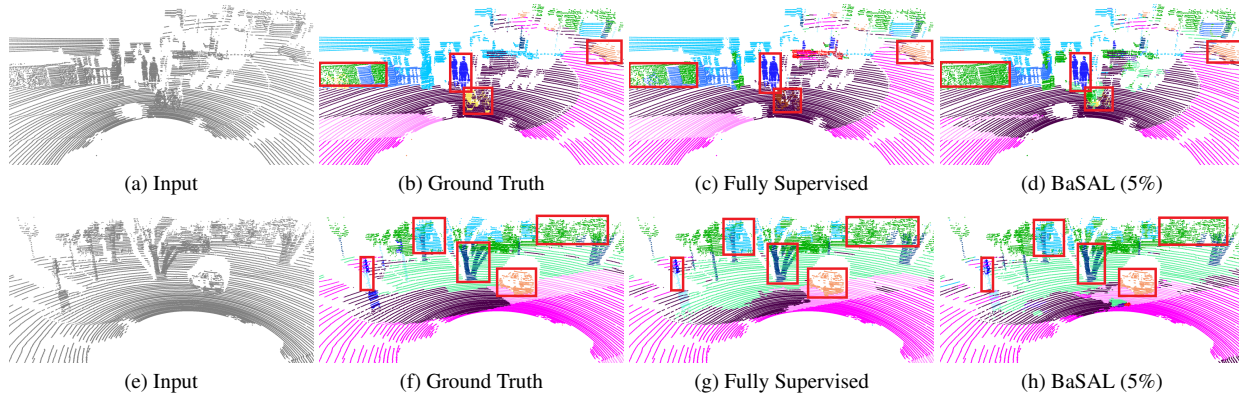 (a) Input
(b) Ground Truth
(c) Fully Supervised
(d) BaSAL (5%)
(e) Input
(f) Ground Truth
(g) Fully Supervised
(h) BaSAL (5%)